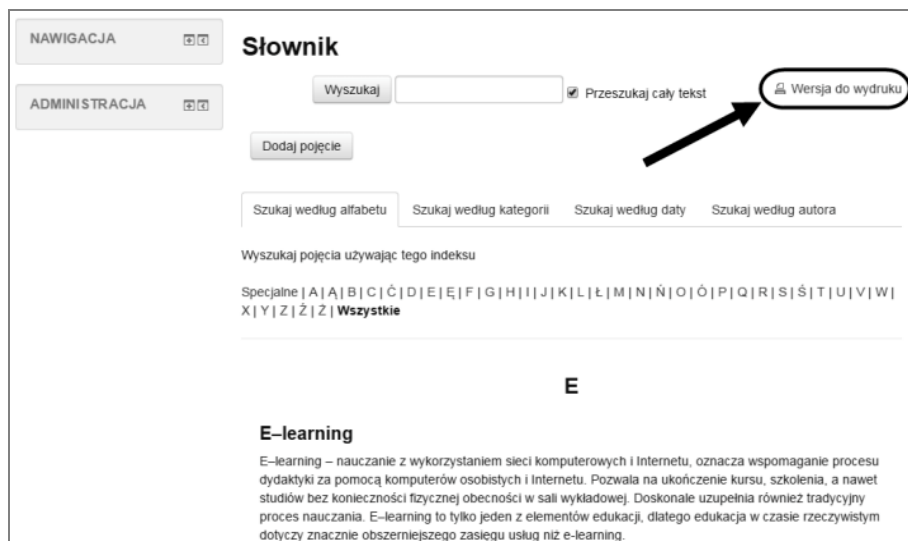 NAWIGACJA
ADMINISTRACJA
Słownik
Wyszukaj
Przeszukaj cały tekst
Wersja do wydruku
Dodaj pojęcie
Szukaj według alfabetu Szukaj według kategorii Szukaj według daty Szukaj według autora
Wyszukaj pojęcia używając tego indeksu
Specjalne | A | Ą | B | C | Ć | D | E | Ę | F | G | H | I | J | K | L | Ł | M | N | Ń | O | Ó | P | Q | R | S | Ś | T | U | V | W |
X | Y | Z | Ź | Ż | Wszystkie
E
E–learning
E–learning – nauczanie z wykorzystaniem sieci komputerowych i Internetu, oznacza wspomaganie procesu
dydaktyki za pomocą komputerów osobistych i Internetu. Pozwala na ukończenie kursu, szkolenia, a nawet
studiów bez konieczności fizycznej obecności w sali wykładowej. Doskonale uzupełnia również tradycyjny
proces nauczania. E–learning to tylko jeden z elementów edukacji, dlatego edukacja w czasie rzeczywistym
dotyczy znacznie obszerniejszego zasięgu usług niż e-learning.